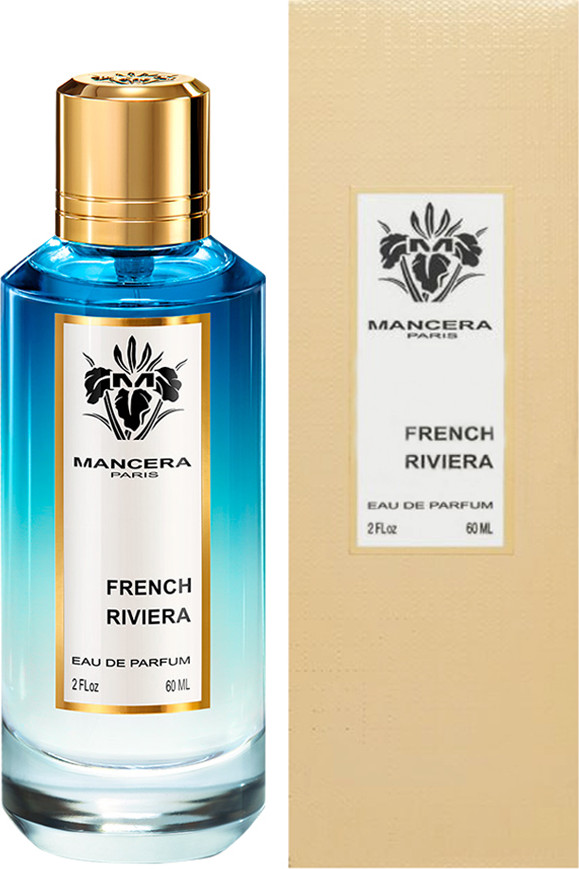 M
MANCERA
PARIS
FRENCH
RIVIERA
EAU DE PARFUM
2 FLoz 60 ML
M
MANCERA
PARIS
FRENCH
RIVIERA
EAU DE PARFUM
2 FLoz 60 ML